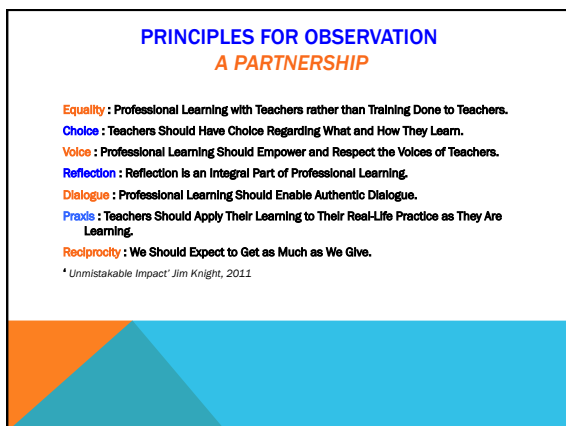 PRINCIPLES FOR OBSERVATION
A PARTNERSHIP
Equality : Professional Learning with Teachers rather than Training Done to Teachers.
Choice : Teachers Should Have Choice Regarding What and How They Learn.
Voice : Professional Learning Should Empower and Respect the Voices of Teachers.
Reflection : Reflection is an Integral Part of Professional Learning.
Dialogue : Professional Learning Should Enable Authentic Dialogue.
Praxis : Teachers Should Apply Their Learning to Their Real-Life Practice as They Are
Learning.
Reciprocity : We Should Expect to Get as Much as We Give.
‘ Unmistakable Impact’ Jim Knight, 2011